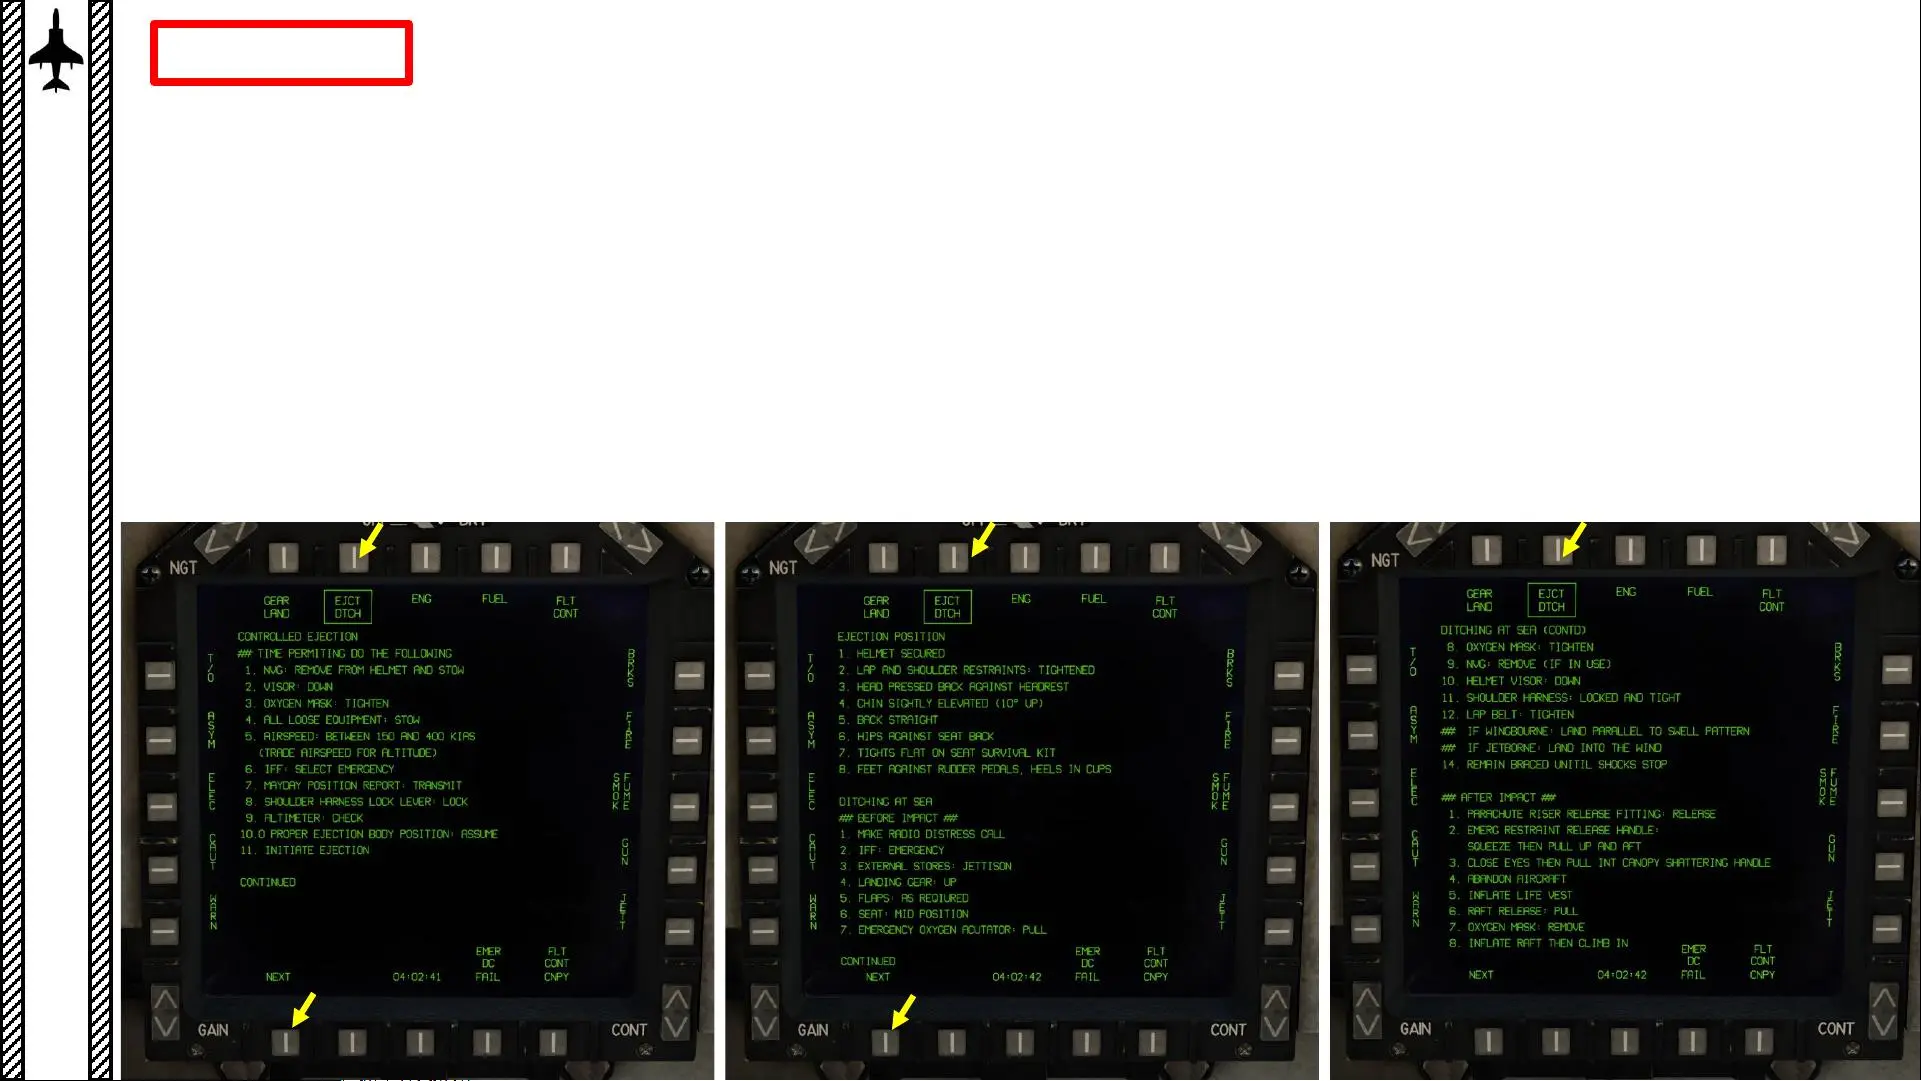 NGT
GEAR
LAND
EJCT
DTCH
ENG
FUEL
FLT
CONT
CONTROLLED EJECTION
## TIME PERMITING DO THE FOLLOWING
1. NVG: REMOVE FROM HELMET AND STOW
2. VISOR: DOWN
3. OXYGEN MASK: TIGHTEN
4. ALL LOOSE EQUIPMENT: STOW
5. AIRSPEED: BETWEEN 150 AND 400 KIAS
(TRADE AIRSPEED FOR ALTITUDE)
6. IFF: SELECT EMERGENCY
7. MAYDAY POSITION REPORT: TRANSMIT
8. SHOULDER HARNESS LOCK LEVER: LOCK
9. ALTIMETER: CHECK
10.0 PROPER EJECTION BODY POSITION: ASSUME
11. INITIATE EJECTION
CONTINUED
T/O
ASYM
ELEC
CAUT
WARN
BRKS
FIRE
SMOK
FUME
GUN
JETT
NEXT
04:02:41
EMER
DC
FAIL
FLT
CONT
CNPY
GAIN
CONT
NGT
GEAR
LAND
EJCT
DTCH
ENG
FUEL
FLT
CONT
EJECTION POSITION
1. HELMET SECURED
2. LAP AND SHOULDER RESTRAINTS: TIGHTENED
3. HEAD PRESSED BACK AGAINST HEADREST
4. CHIN SIGHTLY ELEVATED (10° UP)
5. BACK STRAIGHT
6. HIPS AGAINST SEAT BACK
7. TIGHTS FLAT ON SEAT SURVIVAL KIT
8. FEET AGAINST RUDDER PEDALS, HEELS IN CUPS
DITCHING AT SEA
## BEFORE IMPACT ##
1. MAKE RADIO DISTRESS CALL
2. IFF: EMERGENCY
3. EXTERNAL STORES: JETTISON
4. LANDING GEAR: UP
5. FLAPS: AS REQIURED
6. SEAT: MID POSITION
7. EMERGENCY OXYGEN ACUTATOR: PULL
CONTINUED
T/O
ASYM
ELEC
CAUT
WARN
BRKS
FIRE
SMOK
FUME
GUN
JETT
NEXT
04:02:42
EMER
DC
FAIL
FLT
CONT
CNPY
GAIN
CONT
NGT
GEAR
LAND
EJCT
DTCH
ENG
FUEL
FLT
CONT
DITCHING AT SEA (CONTD)
8. OXYGEN MASK: TIGHTEN
9. NVG: REMOVE (IF IN USE)
10. HELMET VISOR: DOWN
11. SHOULDER HARNESS: LOCKED AND TIGHT
12. LAP BELT: TIGHTEN
## IF WINGBOURNE: LAND PARALLEL TO SWELL PATTERN
## IF JETBORNE: LAND INTO THE WIND
14. REMAIN BRACED UNITIL SHOCKS STOP
## AFTER IMPACT ##
1. PARACHUTE RISER RELEASE FITTING: RELEASE
2. EMERG RESTRAINT RELEASE HANDLE:
SQUEEZE THEN PULL UP AND AFT
3. CLOSE EYES THEN PULL INT CANOPY SHATTERING HANDLE
4. ABANDON AIRCRAFT
5. INFLATE LIFE VEST
6. RAFT RELEASE: PULL
7. OXYGEN MASK: REMOVE
8. INFLATE RAFT THEN CLIMB IN
T/O
ASYM
ELEC
CAUT
WARN
BRKS
FIRE
SMOK
FUME
GUN
JETT
NEXT
04:02:42
EMER
DC
FAIL
FLT
CONT
CNPY
GAIN
CONT